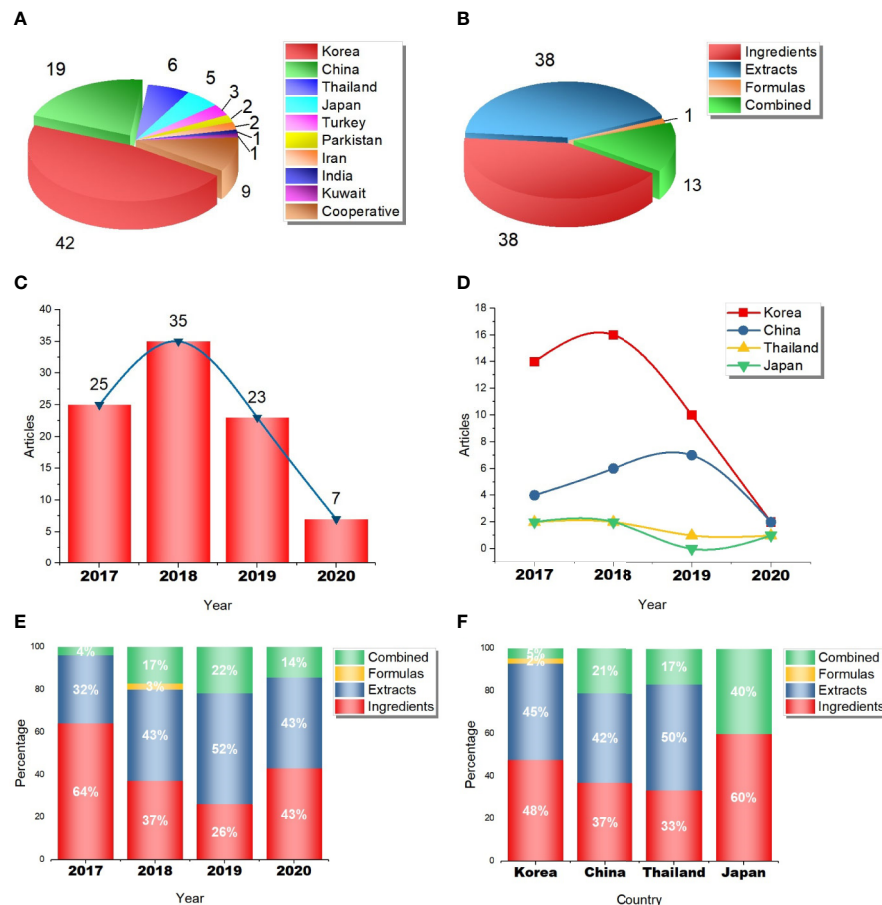 A
19
6
5
3
2
2
1
1
9
42
Korea
China
Thailand
Japan
Turkey
Parkistan
Iran
India
Kuwait
Cooperative
B
38
1
13
38
Ingredients
Extracts
Formulas
Combined
C
40
35
30
25
20
15
10
5
0
Articles
25
35
23
7
2017 2018 2019 2020
Year
D
18
16
14
12
10
8
6
4
2
0
Articles
Korea
China
Thailand
Japan
2017 2018 2019 2020
Year
E
100
80
60
40
20
0
Percentage
4%
32%
64%
17%
3%
43%
37%
22%
52%
26%
14%
43%
43%
2017 2018 2019 2020
Year
Combined
Formulas
Extracts
Ingredients
F
100
80
60
40
20
0
Percentage
5%
2%
45%
48%
21%
42%
37%
17%
50%
33%
40%
60%
Korea China Thailand Japan
Country
Combined
Formulas
Extracts
Ingredients